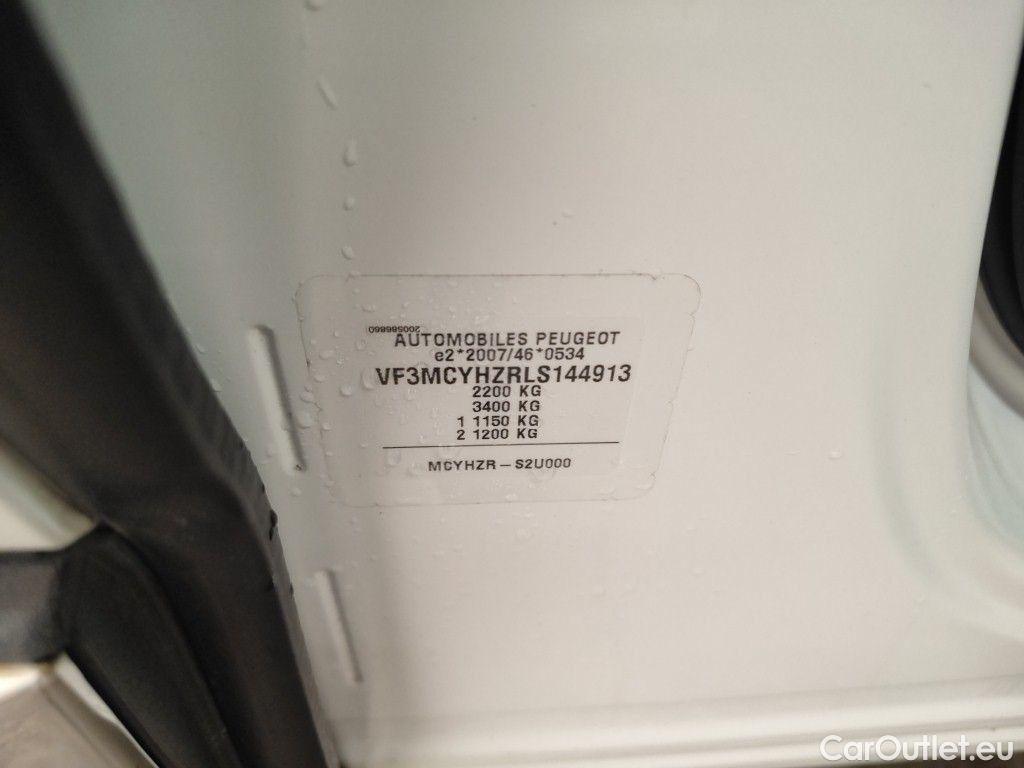 200586860
AUTOMOBILES PEUGEOT
e2*2007/46*0534
VF3MCYHZRLS144913
2200 KG
3400 KG
1 1150 KG
2 1200 KG
MCYHZR – S2U000
CarOutlet.eu